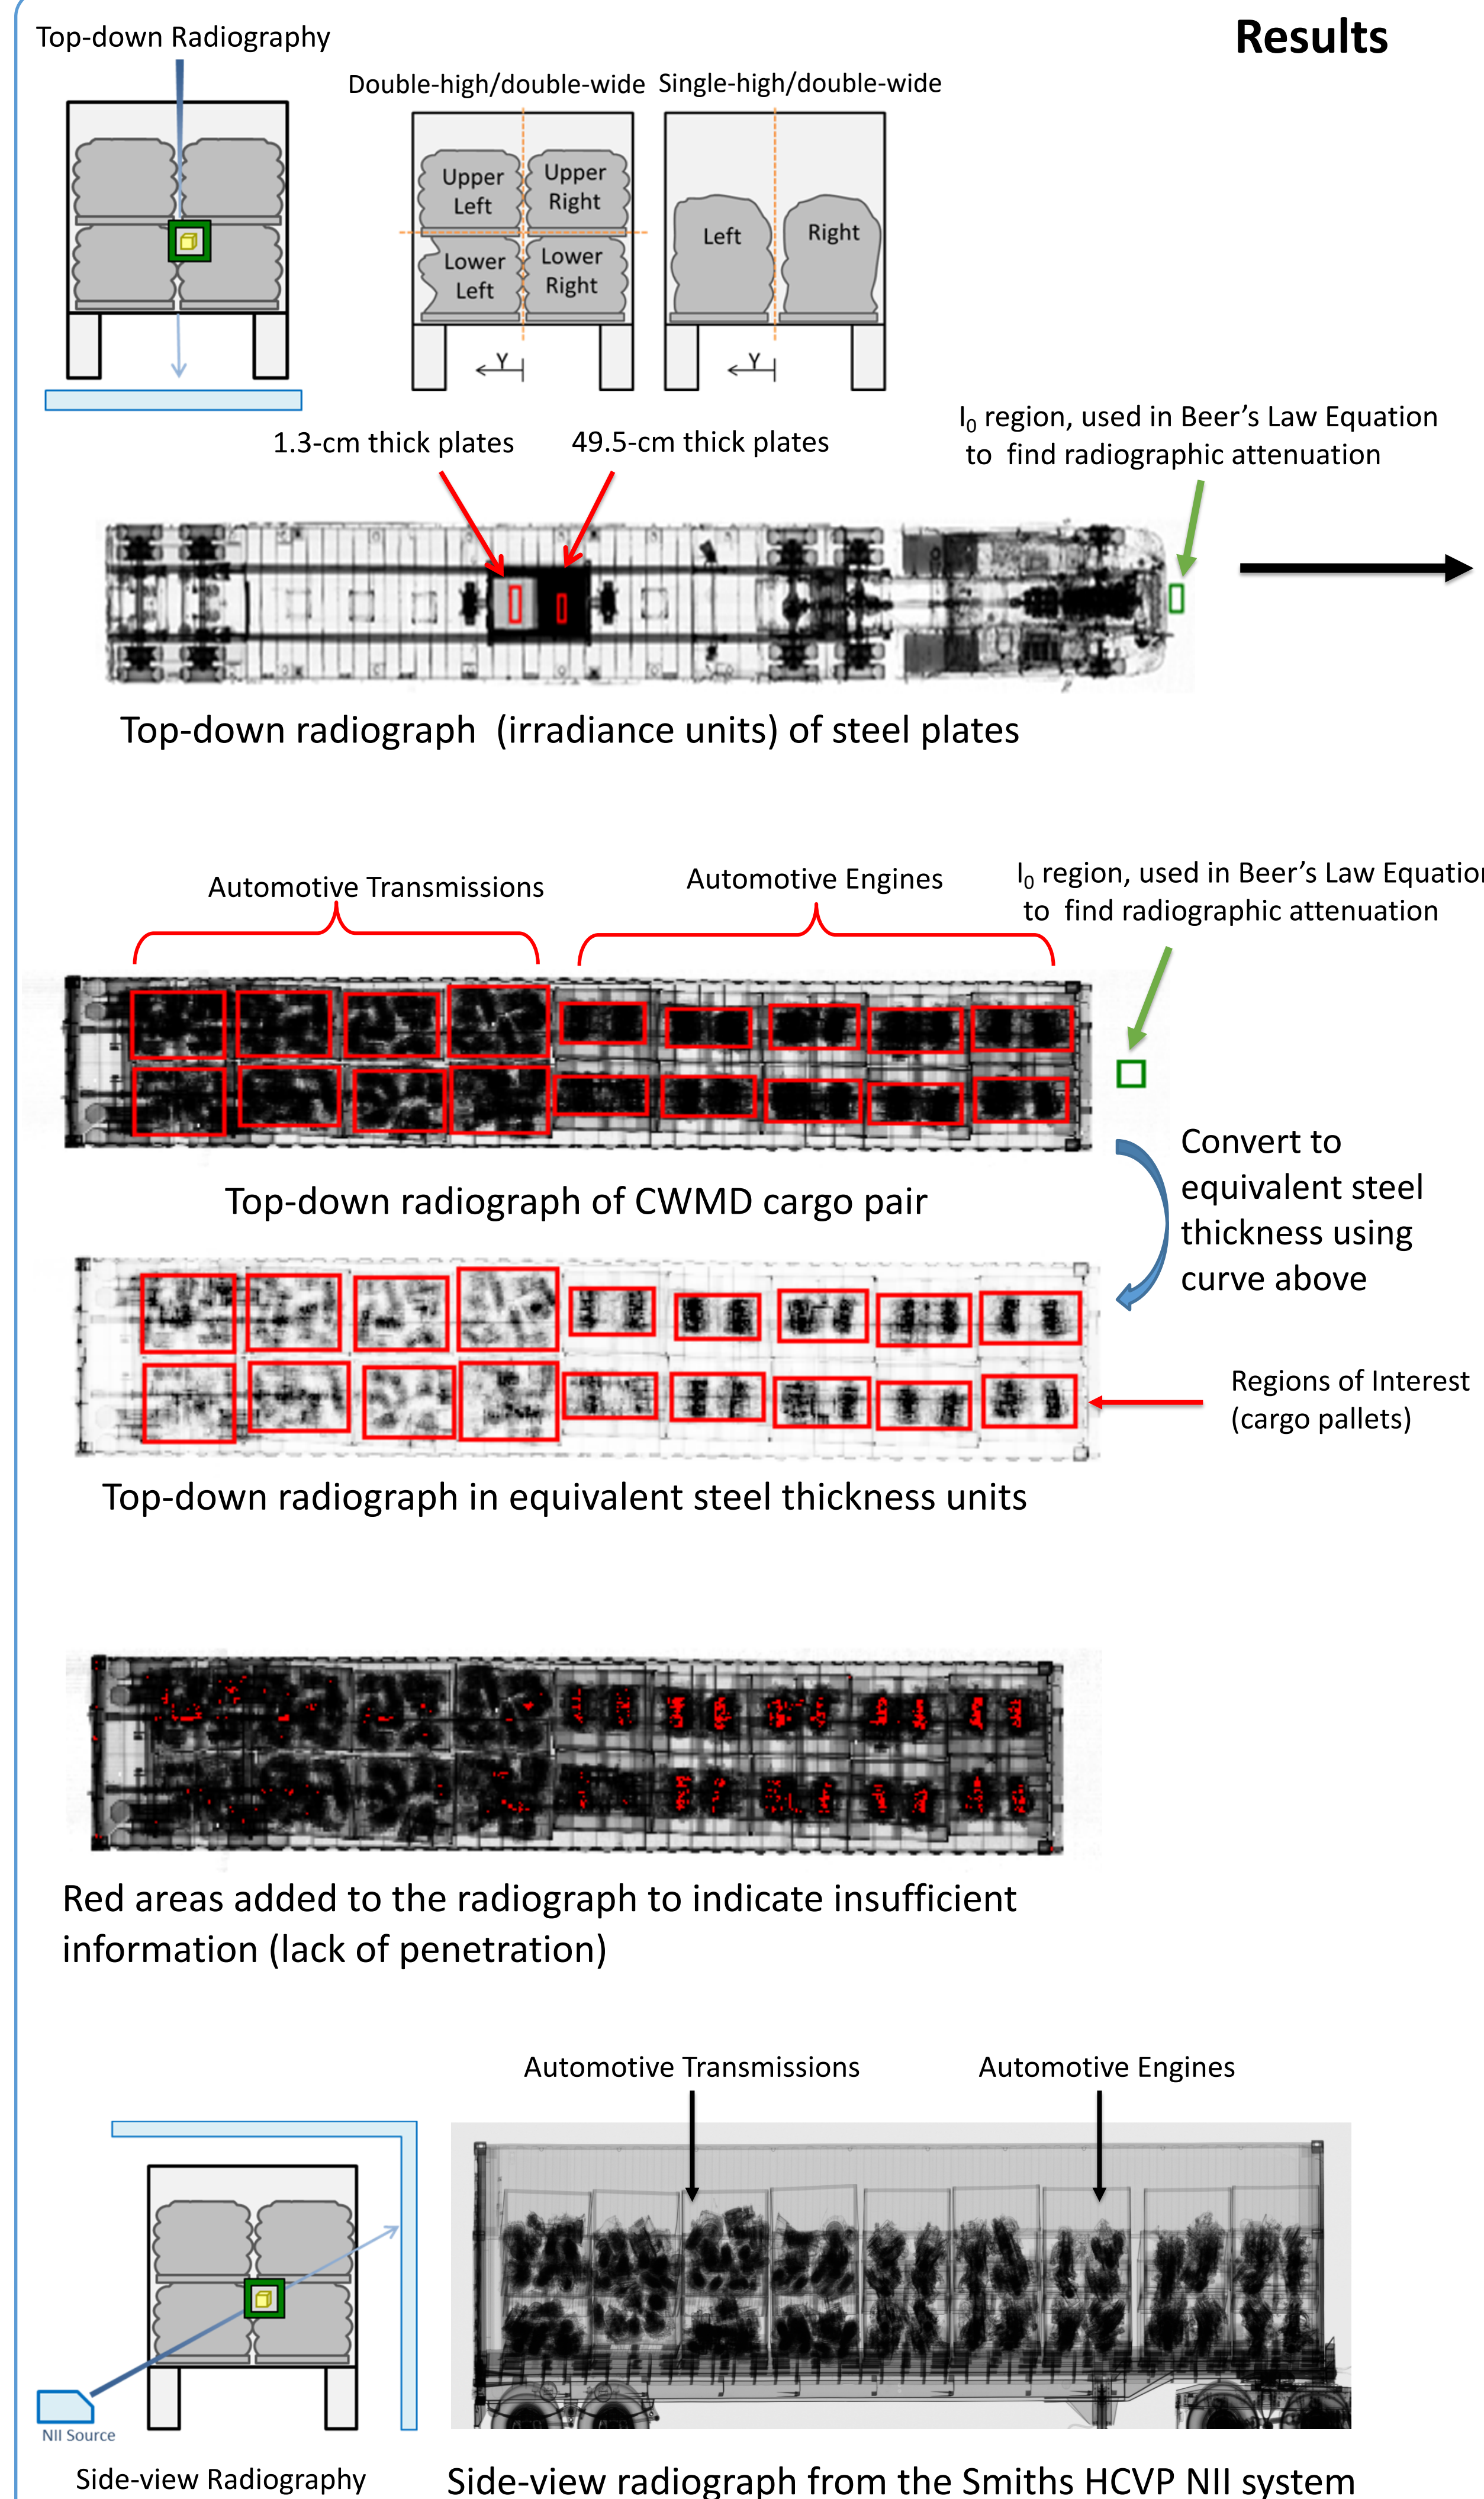 Results
Top-down Radiography
Double-high/double-wide
Single-high/double-wide
Upper
Left
Upper
Right
Lower
Left
Lower
Right
Left
Right
Y
Y
1.3-cm thick plates
49.5-cm thick plates
I₀ region, used in Beer’s Law Equation
to find radiographic attenuation
Top-down radiograph (irradiance units) of steel plates
Automotive Transmissions
Automotive Engines
I₀ region, used in Beer’s Law Equation
to find radiographic attenuation
Top-down radiograph of CWMD cargo pair
Convert to
equivalent steel
thickness using
curve above
Regions of Interest
(cargo pallets)
Top-down radiograph in equivalent steel thickness units
Red areas added to the radiograph to indicate insufficient
information (lack of penetration)
Automotive Transmissions
Automotive Engines
NII Source
Side-view Radiography
Side-view radiograph from the Smiths HCVP NII system